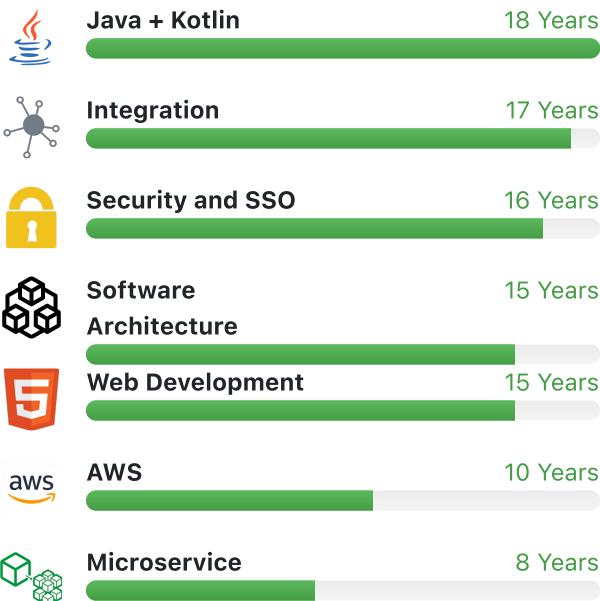 Java + Kotlin 18 Years
Integration 17 Years
Security and SSO 16 Years
Software 15 Years
Architecture
5 Web Development 15 Years
aws AWS 10 Years
Microservice 8 Years